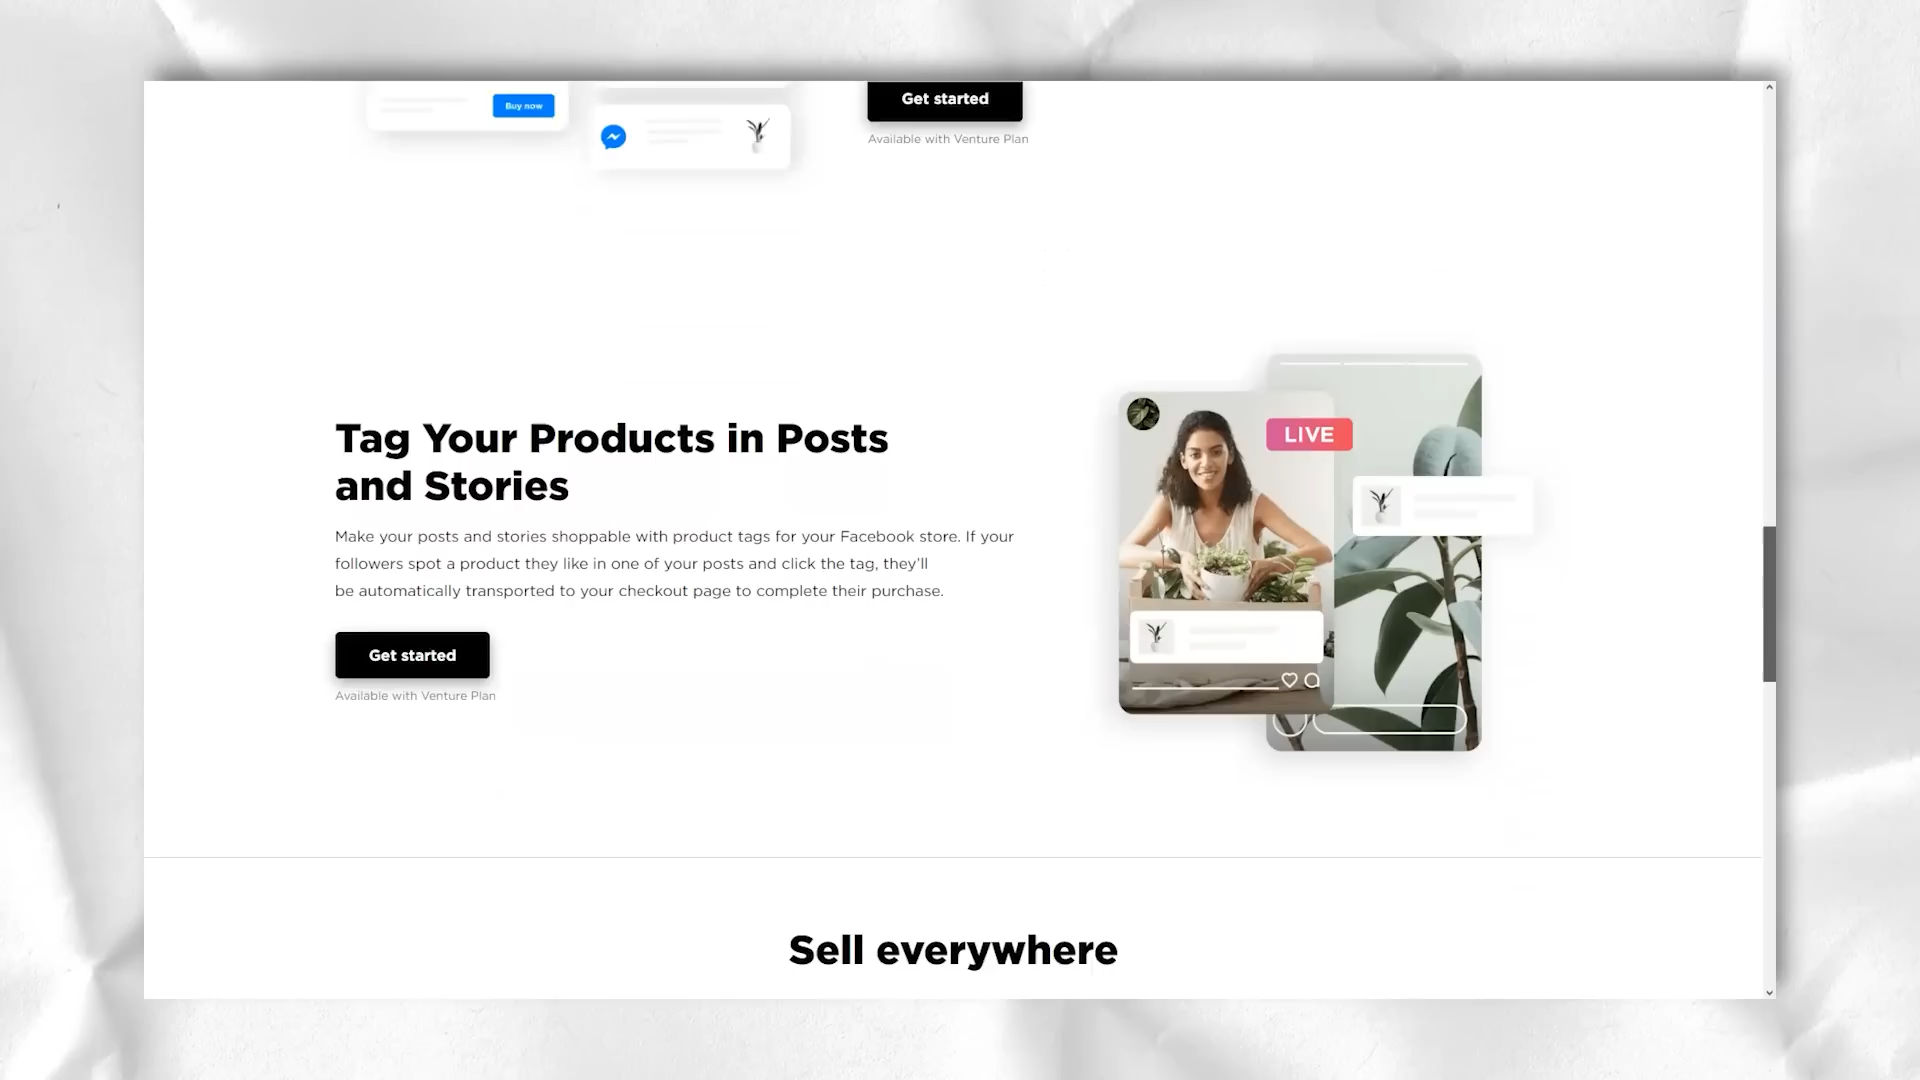 Buy now
Get started
Available with Venture Plan
Tag Your Products in Posts
and Stories
Make your posts and stories shoppable with product tags for your Facebook store. If your
followers spot a product they like in one of your posts and click the tag, they’ll
be automatically transported to your checkout page to complete their purchase.
Get started
Available with Venture Plan
LIVE
Sell everywhere